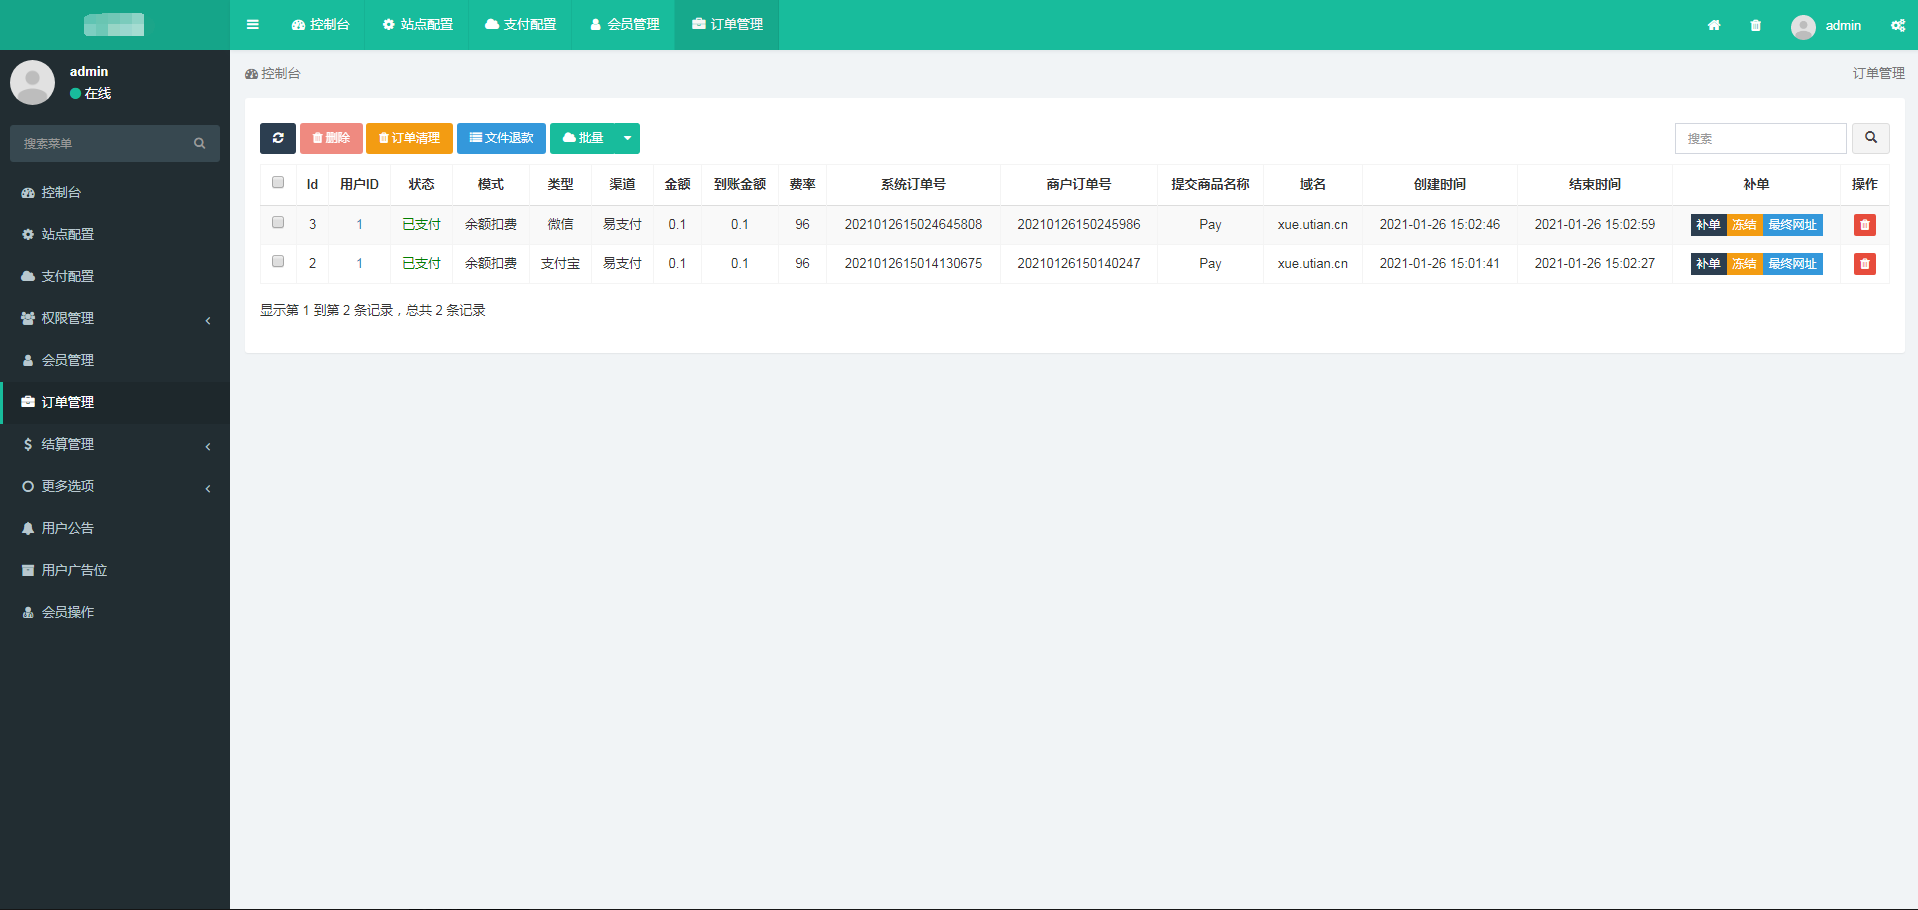 控制台 站点配置 支付配置 会员管理 订单管理 admin
admin
在线
搜索菜单
控制台
站点配置
支付配置
权限管理
会员管理
订单管理
结算管理
更多选项
用户公告
用户广告位
会员操作
控制台 订单管理
删除 订单清理 文件退款 批量 搜索
Id 用户ID 状态 模式 类型 渠道 金额 到账金额 费率 系统订单号 商户订单号 提交商品名称 域名 创建时间 结束时间 补单 操作
3 1 已支付 余额扣费 微信 易支付 0.1 0.1 96 2021012615024645808 20210126150245986 Pay xue.utian.cn 2021-01-26 15:02:46 2021-01-26 15:02:59 补单 冻结 最终网址
2 1 已支付 余额扣费 支付宝 易支付 0.1 0.1 96 2021012615014130675 20210126150140247 Pay xue.utian.cn 2021-01-26 15:01:41 2021-01-26 15:02:27 补单 冻结 最终网址
显示第 1 到第 2 条记录，总共 2 条记录